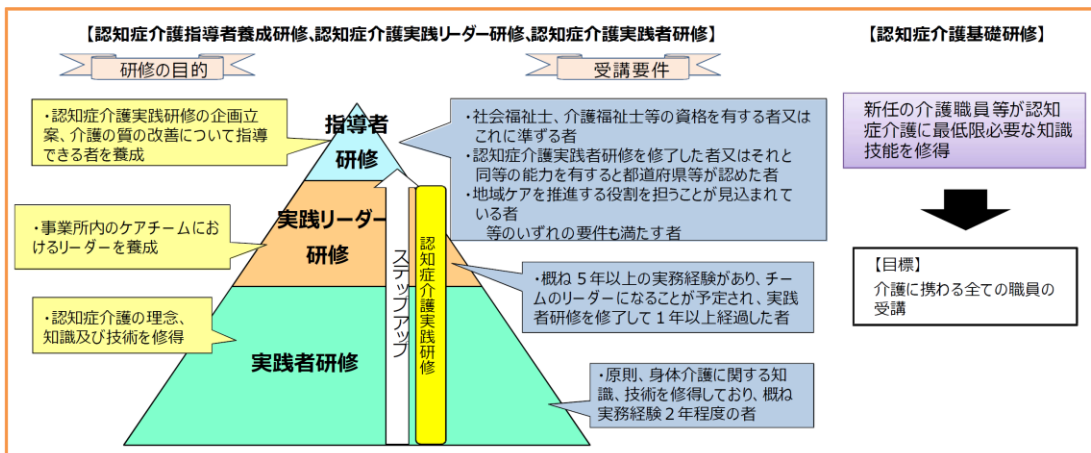 【認知症介護指導者養成研修、認知症介護実践リーダー研修、認知症介護実践者研修】
【認知症介護基礎研修】
研修の目的
受講要件
・認知症介護実践研修の企画立
案、介護の質の改善について指導
できる者を養成
指導者
研修
・社会福祉士、介護福祉士等の資格を有する者又は
これに準ずる者
・認知症介護実践者研修を修了した者又はそれと
同等の能力を有すると都道府県等が認めた者
・地域ケアを推進する役割を担うことが見込まれて
いる者
等のいずれの要件も満たす者
新任の介護職員等が認知
症介護に最低限必要な知識・
技能を修得
・事業所内のケアチームにお
けるリーダーを養成
実践リーダー
研修
ステップアップ
認知症介護実践研修
・概ね5年以上の実務経験があり、チー
ムのリーダーになることが予定され、実践
者研修を修了して1年以上経過した者
【目標】
介護に携わる全ての職員の
受講
・認知症介護の理念、
知識及び技術を修得
実践者研修
・原則、身体介護に関する知
識、技術を修得しており、概ね
実務経験2年程度の者